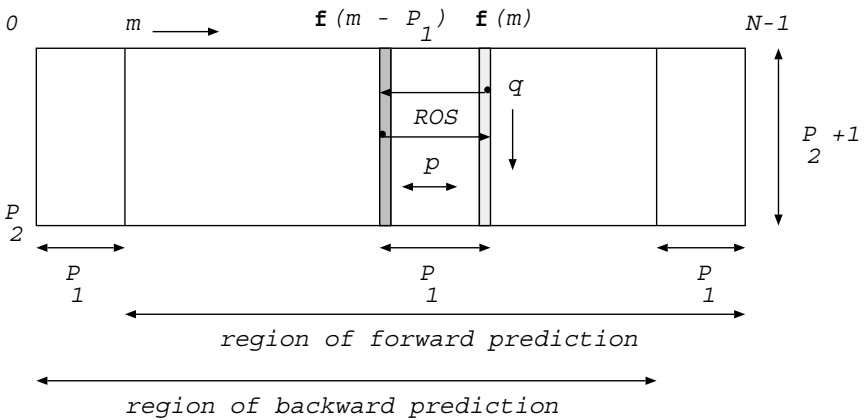 0 m f(m - P1) f(m) N-1
q
ROS
P2+1
p
P2
P1 P1 P1
region of forward prediction
region of backward prediction